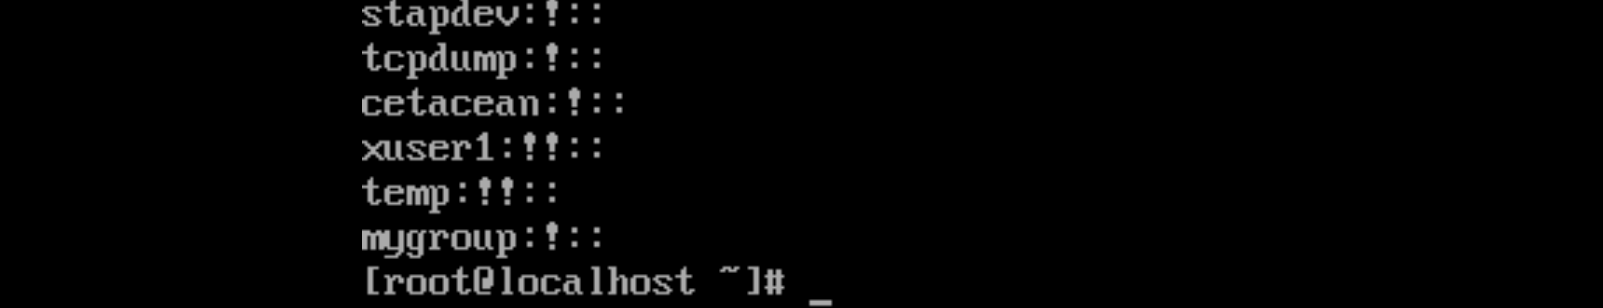 stapdev:!::
tcpdump:!::
cetacean:!::
xuser1:!!::
temp:!!::
mygroup:!::
[root@localhost ~]# _